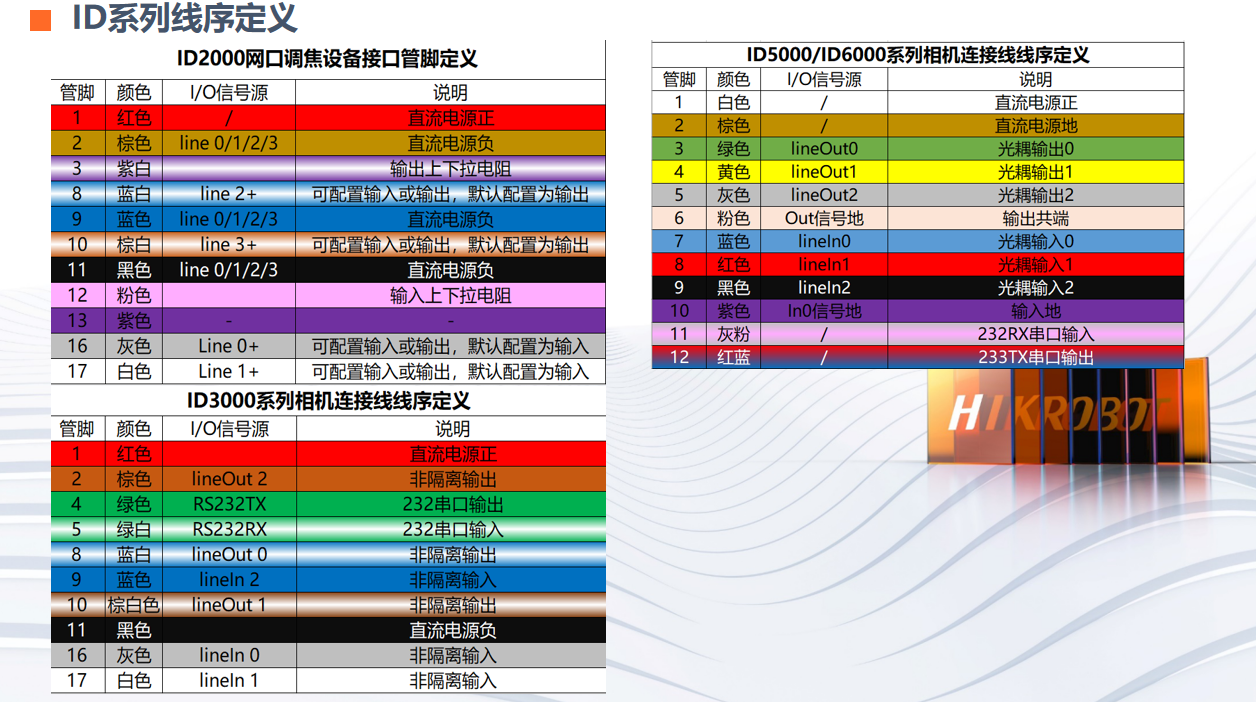 ID系列线序定义
ID2000网口调焦设备接口管脚定义
管脚 颜色 I/O信号源 说明
1 红色 / 直流电源正
2 棕色 line 0/1/2/3 直流电源负
3 紫白 输出上下拉电阻
8 蓝白 line 2+ 可配置输入或输出，默认配置为输出
9 蓝色 line 0/1/2/3 直流电源负
10 棕白 line 3+ 可配置输入或输出，默认配置为输出
11 黑色 line 0/1/2/3 直流电源负
12 粉色 输入上下拉电阻
13 紫色 - -
16 灰色 Line 0+ 可配置输入或输出，默认配置为输入
17 白色 Line 1+ 可配置输入或输出，默认配置为输入
ID3000系列相机连接线线序定义
管脚 颜色 I/O信号源 说明
1 红色 直流电源正
2 棕色 lineOut 2 非隔离输出
4 绿色 RS232TX 232串口输出
5 绿白 RS232RX 232串口输入
8 蓝白 lineOut 0 非隔离输出
9 蓝色 lineIn 2 非隔离输入
10 棕白色 lineOut 1 非隔离输出
11 黑色 直流电源负
16 灰色 lineIn 0 非隔离输入
17 白色 lineIn 1 非隔离输入
ID5000/ID6000系列相机连接线线序定义
管脚 颜色 I/O信号源 说明
1 白色 / 直流电源正
2 棕色 / 直流电源地
3 绿色 lineOut0 光耦输出0
4 黄色 lineOut1 光耦输出1
5 灰色 lineOut2 光耦输出2
6 粉色 Out信号地 输出共端
7 蓝色 lineIn0 光耦输入0
8 红色 lineIn1 光耦输入1
9 黑色 lineIn2 光耦输入2
10 紫色 In0信号地 输入地
11 灰粉 / 232RX串口输入
12 红蓝 / 233TX串口输出
HIKROBOT